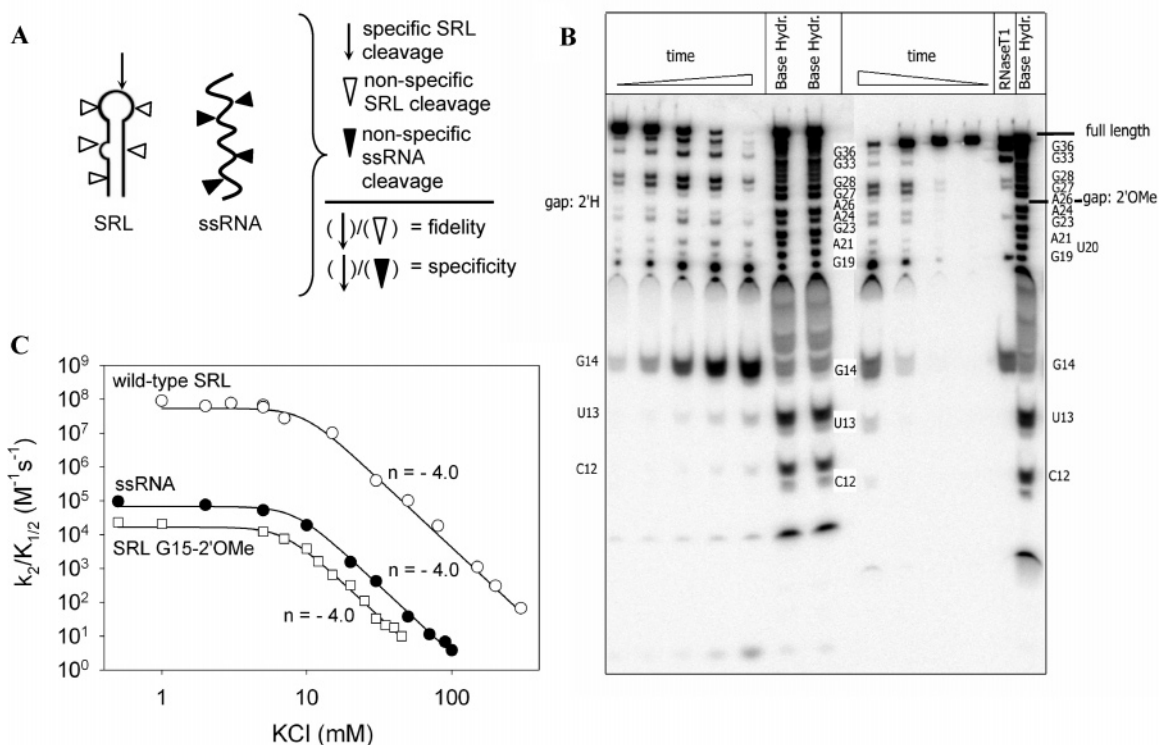 A
SRL
ssRNA
specific SRL
cleavage
non-specific
SRL cleavage
non-specific
ssRNA
cleavage
( )/( ) = fidelity
( )/( ) = specificity
B
time
Base Hydr.
Base Hydr.
time
RNaseT1
Base Hydr.
gap: 2'H
G14
U13
C12
G36
G33
G28
G27
A26
A24
G23
A21
G19
G14
U13
C12
full length
G36
G33
G28
G27
A26
gap: 2'OMe
A24
G23
A21
U20
G19
G14
U13
C12
C
k2/K1/2 (M-1s-1)
10^9
10^8
10^7
10^6
10^5
10^4
10^3
10^2
10^1
10^0
wild-type SRL
ssRNA
SRL G15-2'OMe
n = - 4.0
n = - 4.0
n = - 4.0
1
10
100
KCl (mM)